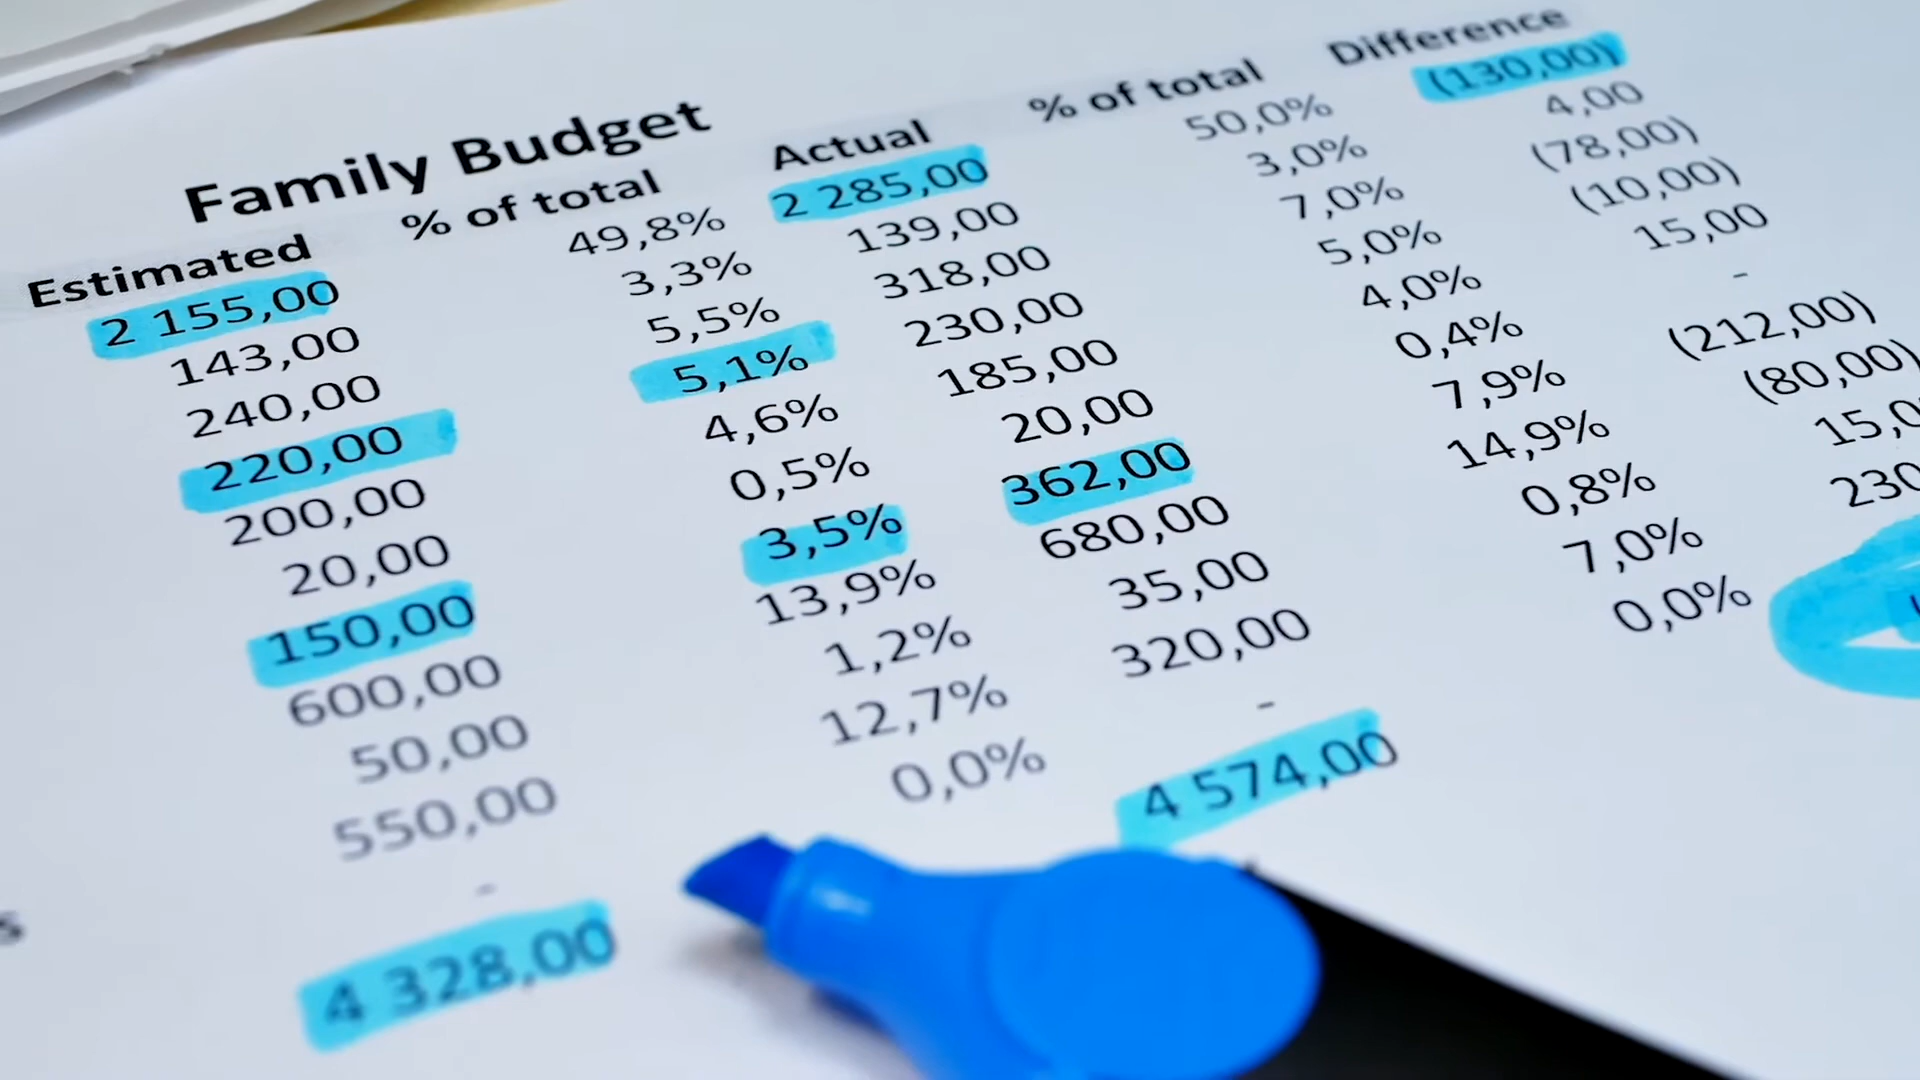 Family Budget
Estimated % of total Actual % of total Difference
2 155,00 49,8% 2 285,00 50,0% (130,00)
143,00 3,3% 139,00 3,0% 4,00
240,00 5,5% 318,00 7,0% (78,00)
220,00 5,1% 230,00 5,0% (10,00)
200,00 4,6% 185,00 4,0% 15,00
20,00 0,5% 20,00 0,4% -
150,00 3,5% 362,00 7,9% (212,00)
600,00 13,9% 680,00 14,9% (80,00)
50,00 1,2% 35,00 0,8% 15,0
550,00 12,7% 320,00 7,0% 230
- 0,0% - 0,0%
4 328,00 4 574,00